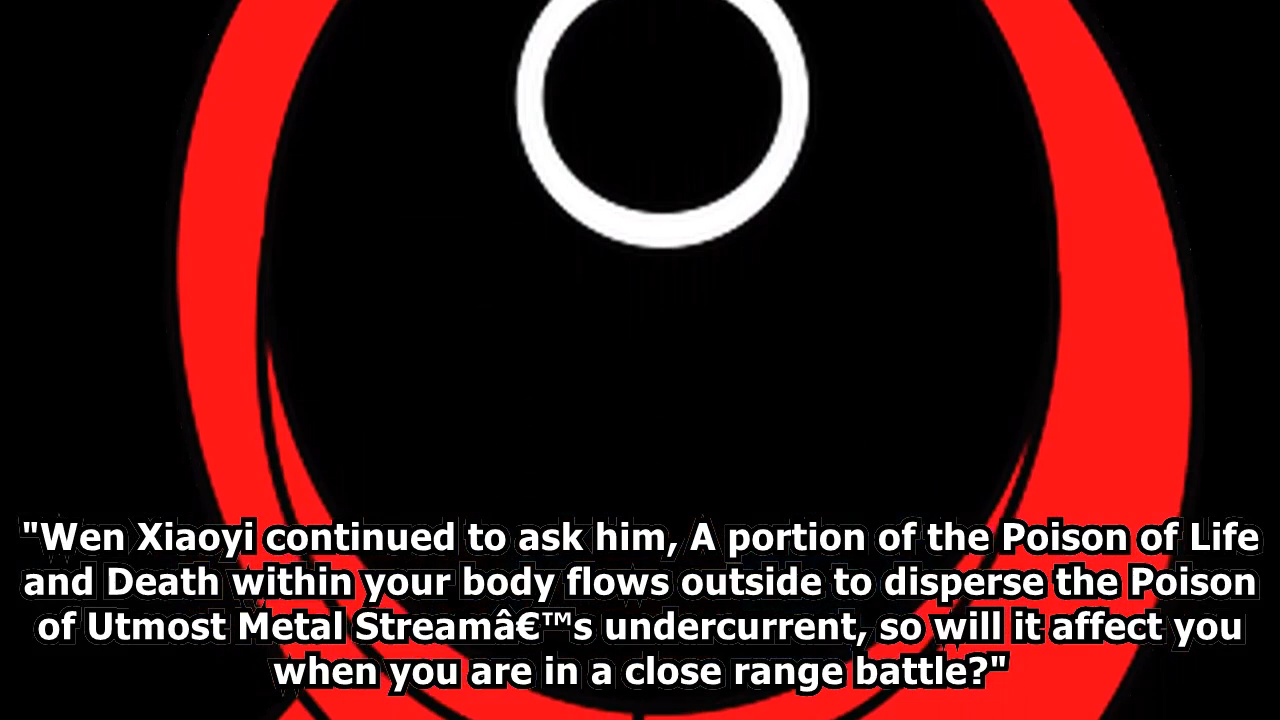 "Wen Xiaoyi continued to ask him, A portion of the Poison of Life
and Death within your body flows outside to disperse the Poison
of Utmost Metal Streamâ€™s undercurrent, so will it affect you
when you are in a close range battle?"